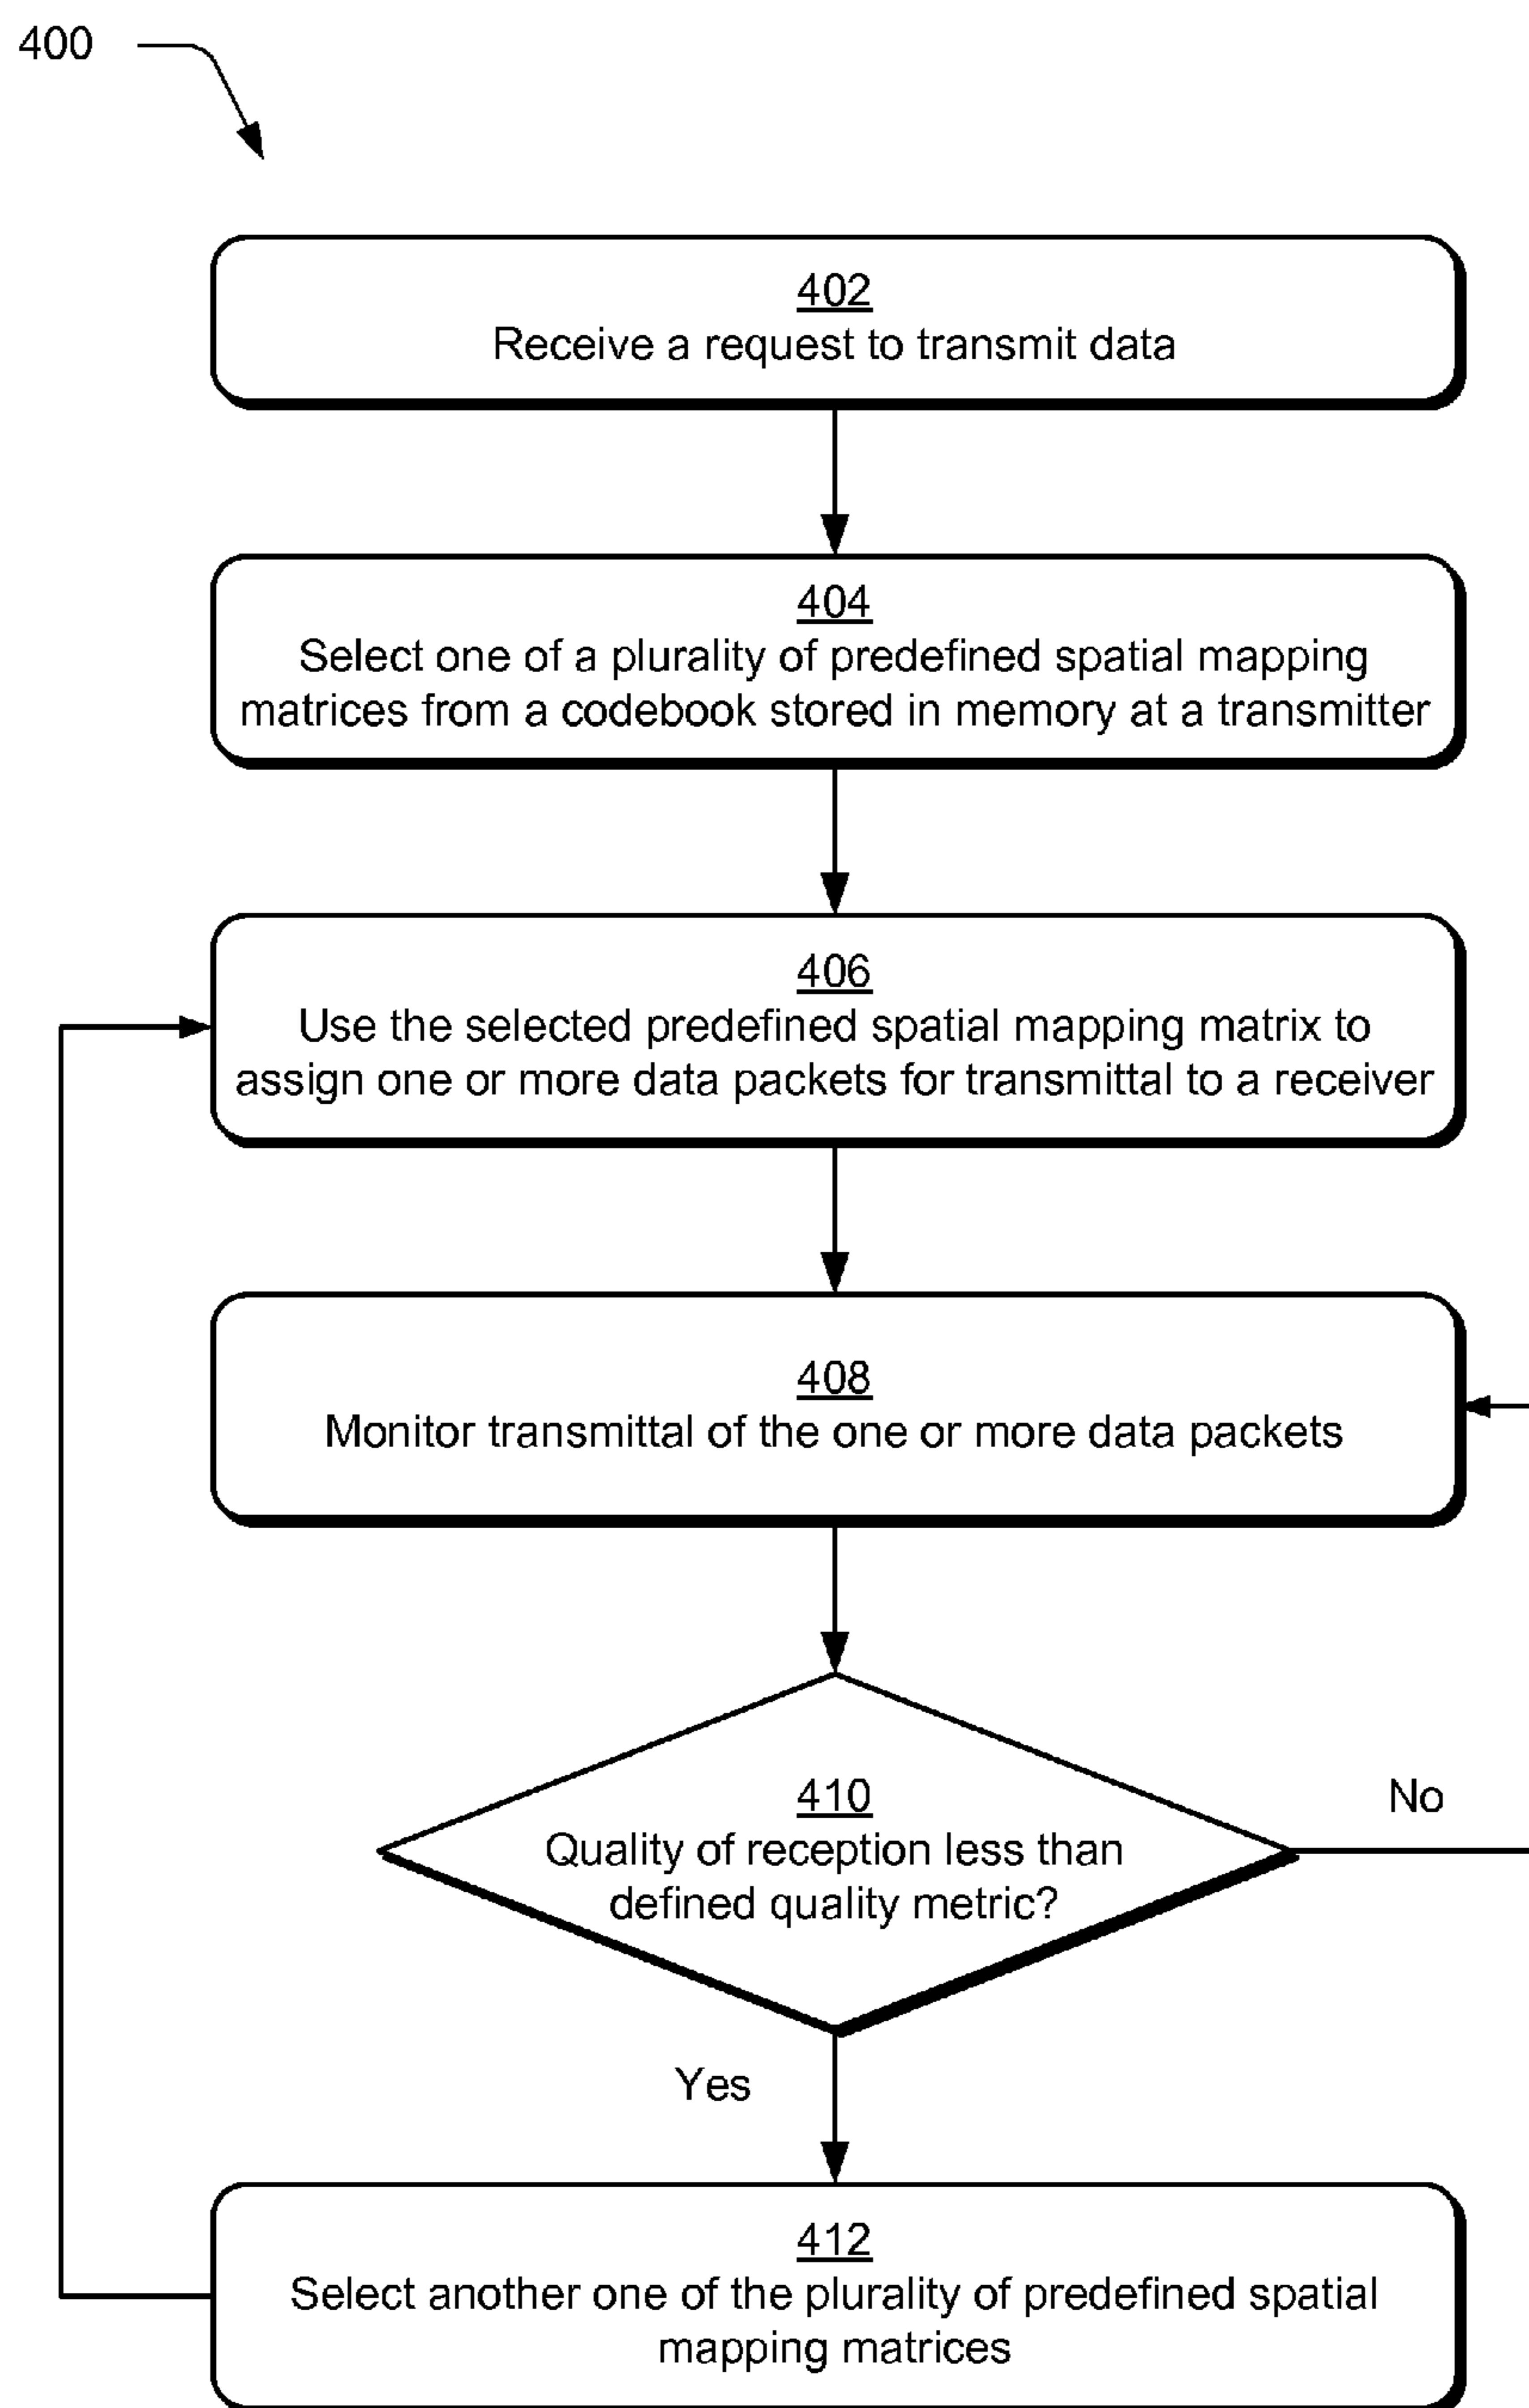 400
402
Receive a request to transmit data
404
Select one of a plurality of predefined spatial mapping
matrices from a codebook stored in memory at a transmitter
406
Use the selected predefined spatial mapping matrix to
assign one or more data packets for transmittal to a receiver
408
Monitor transmittal of the one or more data packets
410
Quality of reception less than
defined quality metric?
No
Yes
412
Select another one of the plurality of predefined spatial
mapping matrices